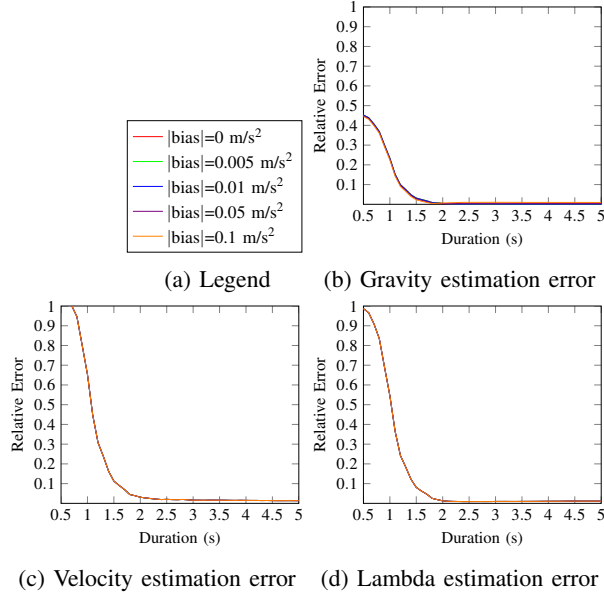 1
0.9
0.8
0.7
0.6
0.5
0.4
0.3
0.2
0.1
Relative Error
0.5 1 1.5 2 2.5 3 3.5 4 4.5 5
Duration (s)
|bias|=0 m/s²
|bias|=0.005 m/s²
|bias|=0.01 m/s²
|bias|=0.05 m/s²
|bias|=0.1 m/s²
(a) Legend
(b) Gravity estimation error
1
0.9
0.8
0.7
0.6
0.5
0.4
0.3
0.2
0.1
Relative Error
0.5 1 1.5 2 2.5 3 3.5 4 4.5 5
Duration (s)
1
0.9
0.8
0.7
0.6
0.5
0.4
0.3
0.2
0.1
Relative Error
0.5 1 1.5 2 2.5 3 3.5 4 4.5 5
Duration (s)
(c) Velocity estimation error
(d) Lambda estimation error